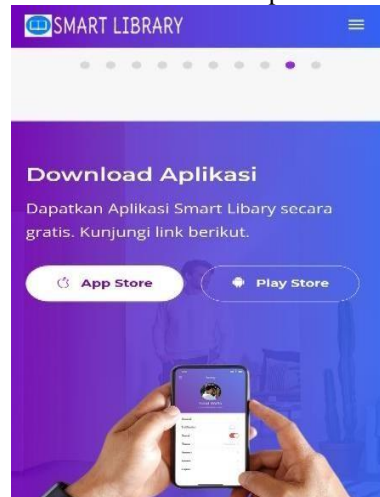 SMART LIBRARY
Download Aplikasi
Dapatkan Aplikasi Smart Libary secara
gratis. Kunjungi link berikut.
App Store
Play Store